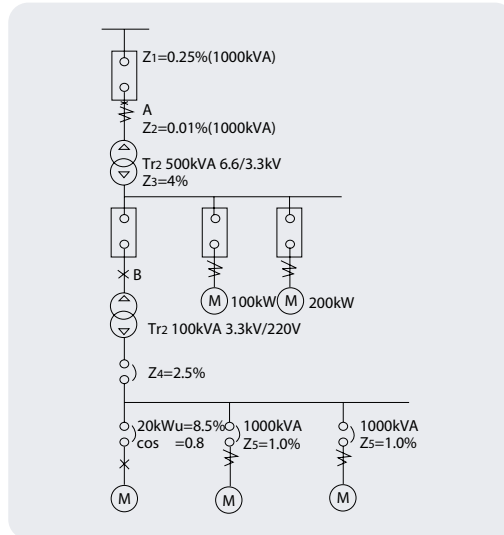 Z1=0.25%(1000kVA)
A
Z2=0.01%(1000kVA)
Tr2 500kVA 6.6/3.3kV
Z3=4%
B
M 100kW M 200kW
Tr2 100kVA 3.3kV/220V
Z4=2.5%
20kWu=8.5% 1000kVA 1000kVA
cos =0.8 Z5=1.0% Z5=1.0%
M M M